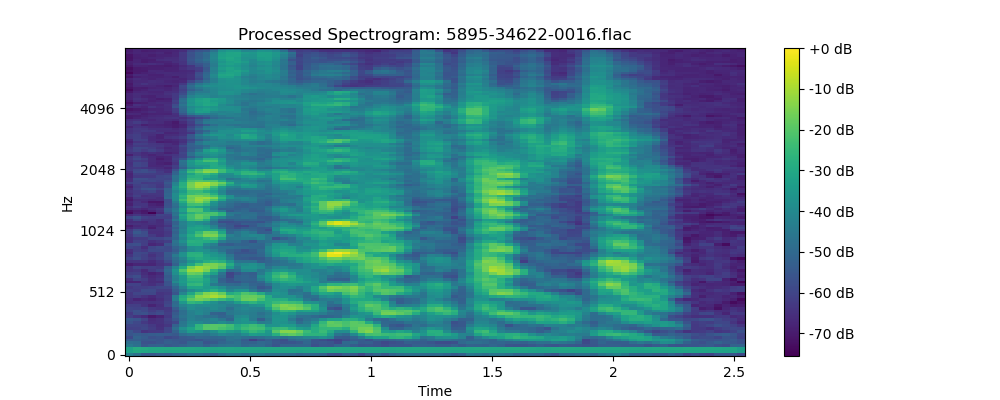 Processed Spectrogram: 5895-34622-0016.flac
+0 dB
-10 dB
-20 dB
-30 dB
-40 dB
-50 dB
-60 dB
-70 dB
4096
2048
1024
512
0
Hz
0
0.5
1
1.5
2
2.5
Time